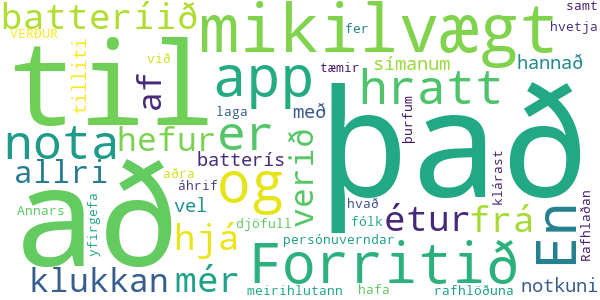 batteríið
mikilvægt
samt
hvetja
VERÐUR
fer
til
tilliti
við
af
app
tæmir
símanum
hannað
hratt
nota
hefur
er
laga
með
þurfum
það
allri
batterís
verið
að
og
aðra
áhrif
hvað
klárast
Rafhlaðan
étur
frá
En
Annars
yfirgefa
vel
djöfull
fólk
hjá
persónuverndar
Forritið
klukkan
mér
meirihlutann
hafa
rafhlöðuna
notkuni